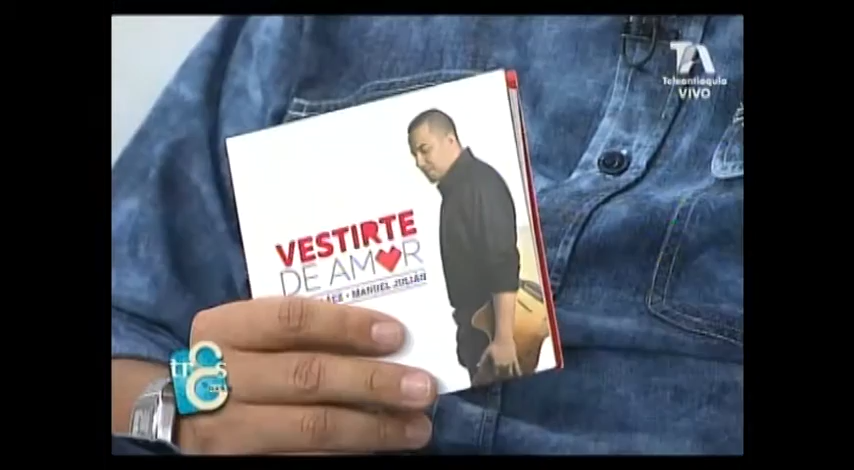 TA
Teleantioquia
VIVO
VESTIRTE
DE AMOR
MANUEL JULIÁN